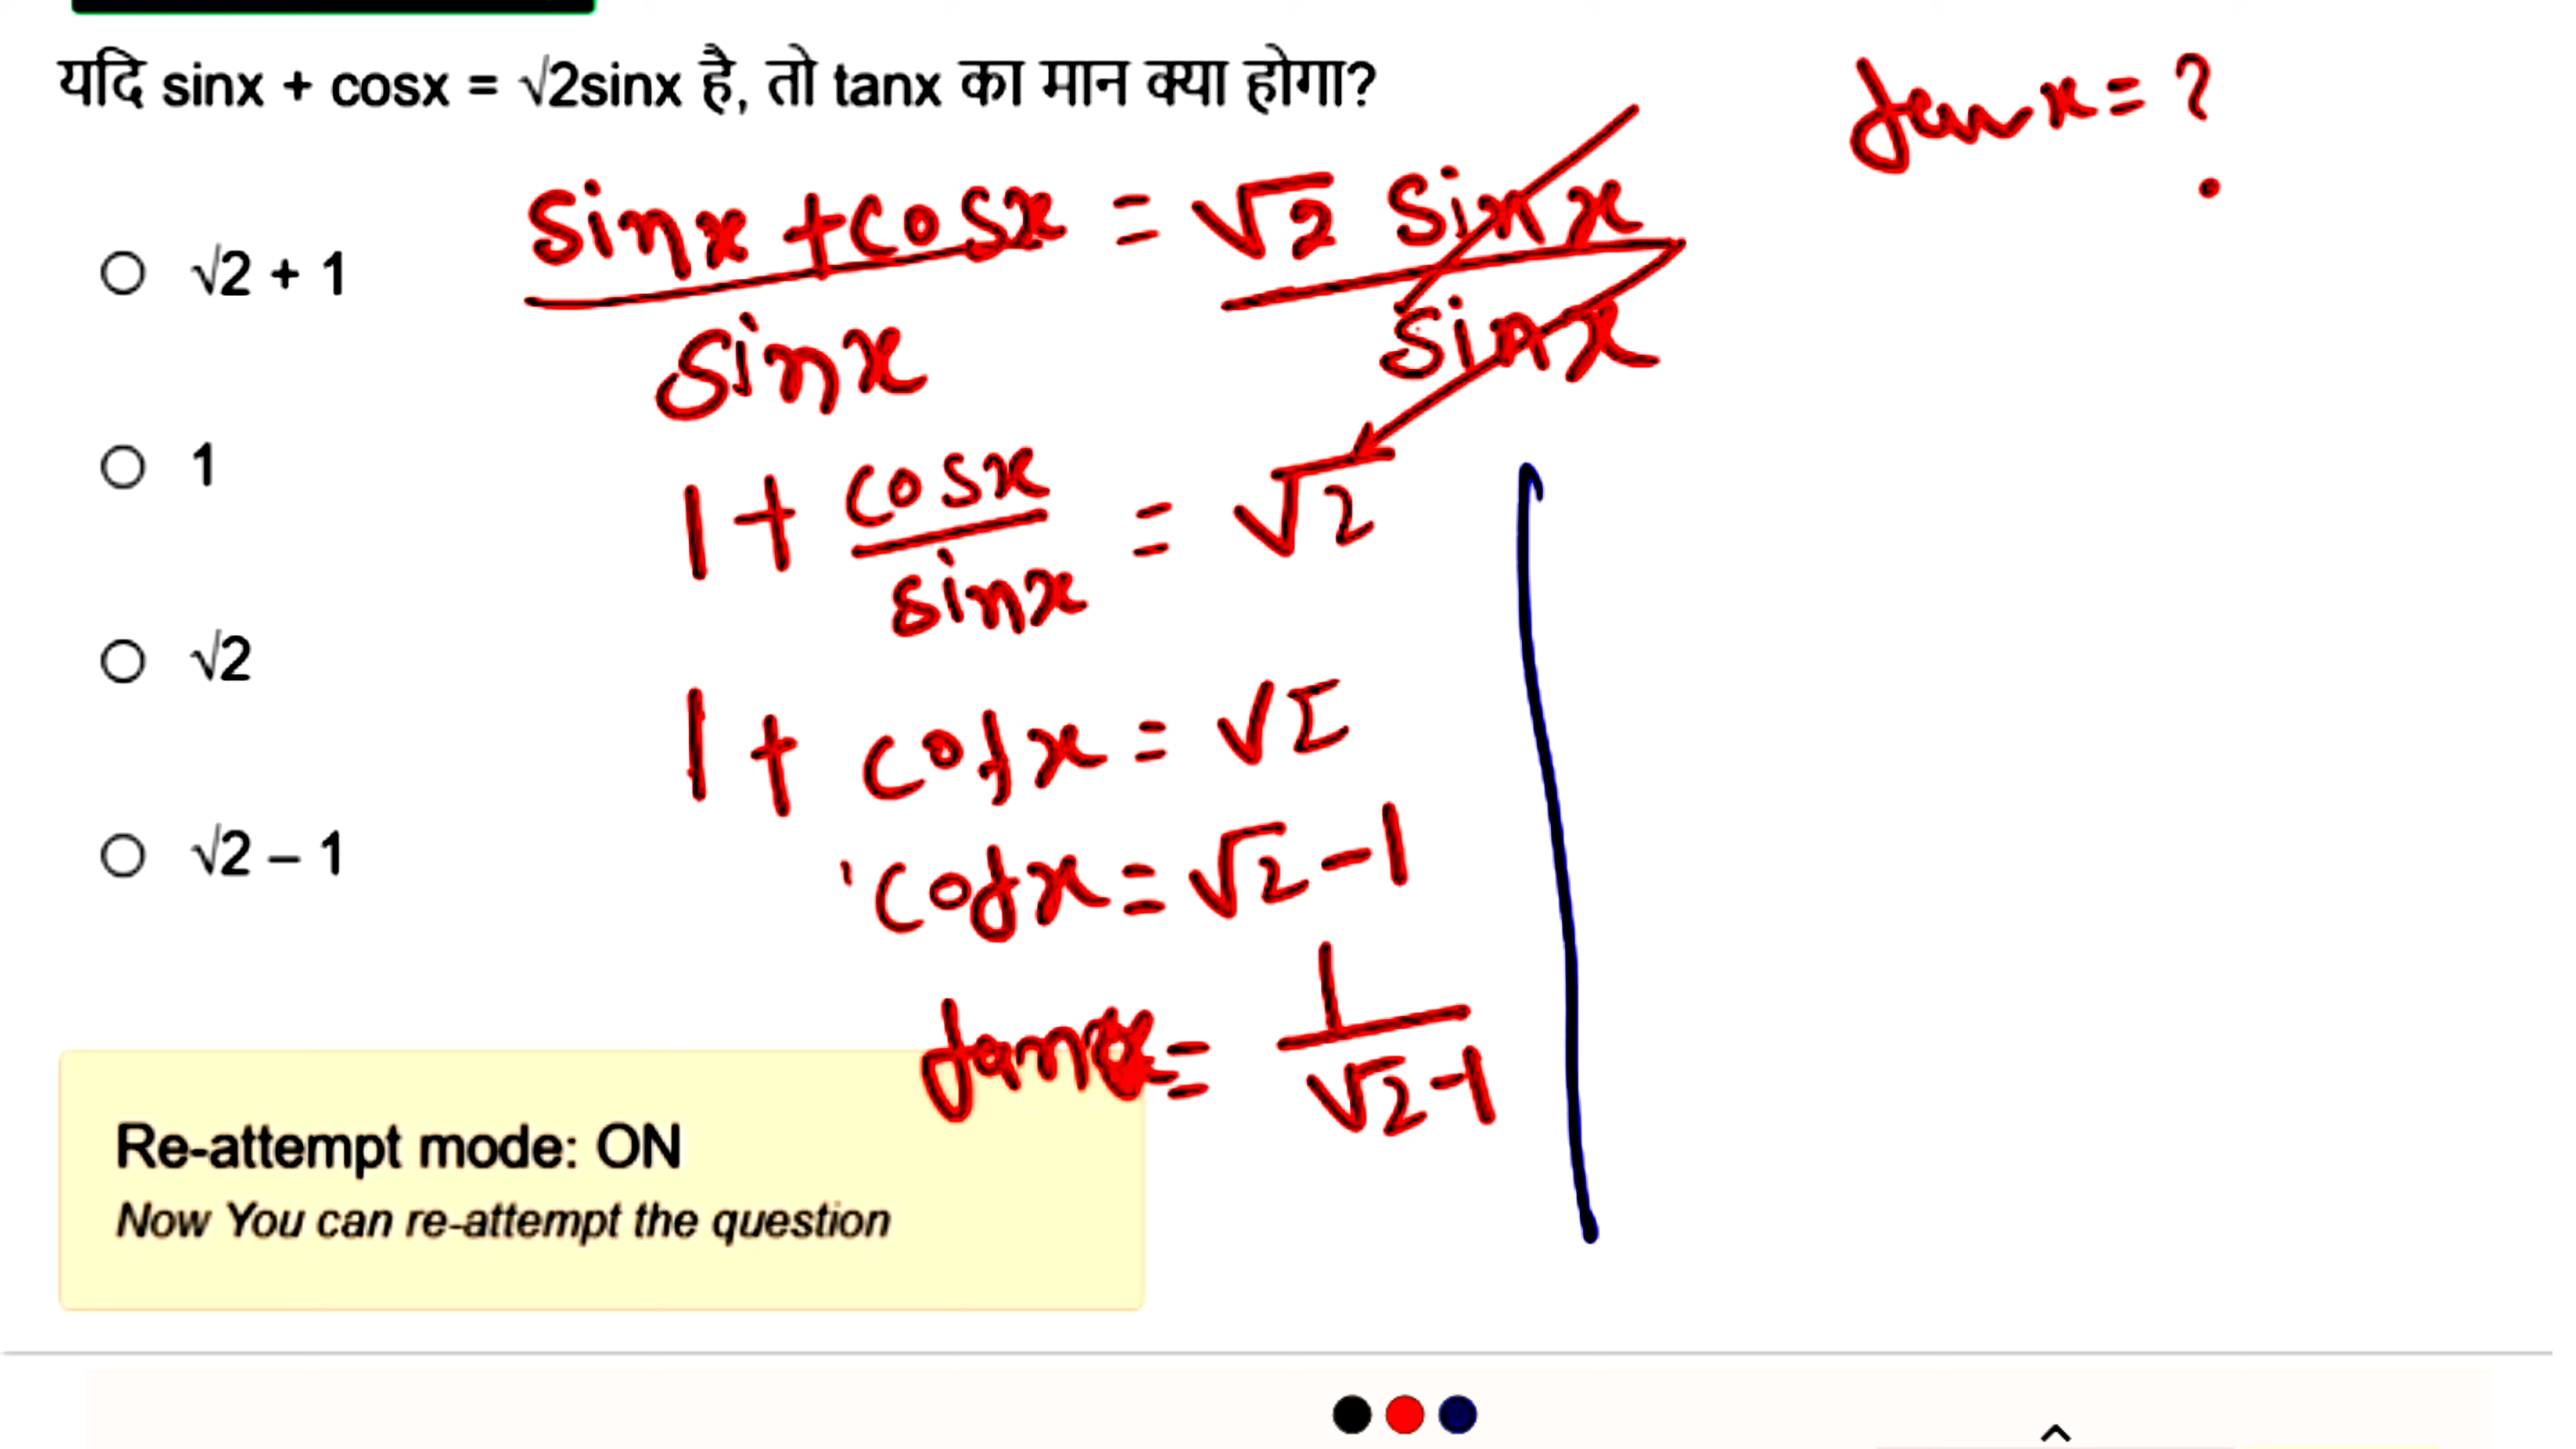 यदि sinx + cosx = √2sinx है, तो tanx का मान क्या होगा?
tanx = ?
√2 + 1
1
√2
√2 – 1
sinx + cosx / sinx = √2 sinx / sinx
1 + cosx / sinx = √2
1 + cotx = √2
cotx = √2 - 1
tanx = 1 / √2 - 1
Re-attempt mode: ON
Now You can re-attempt the question